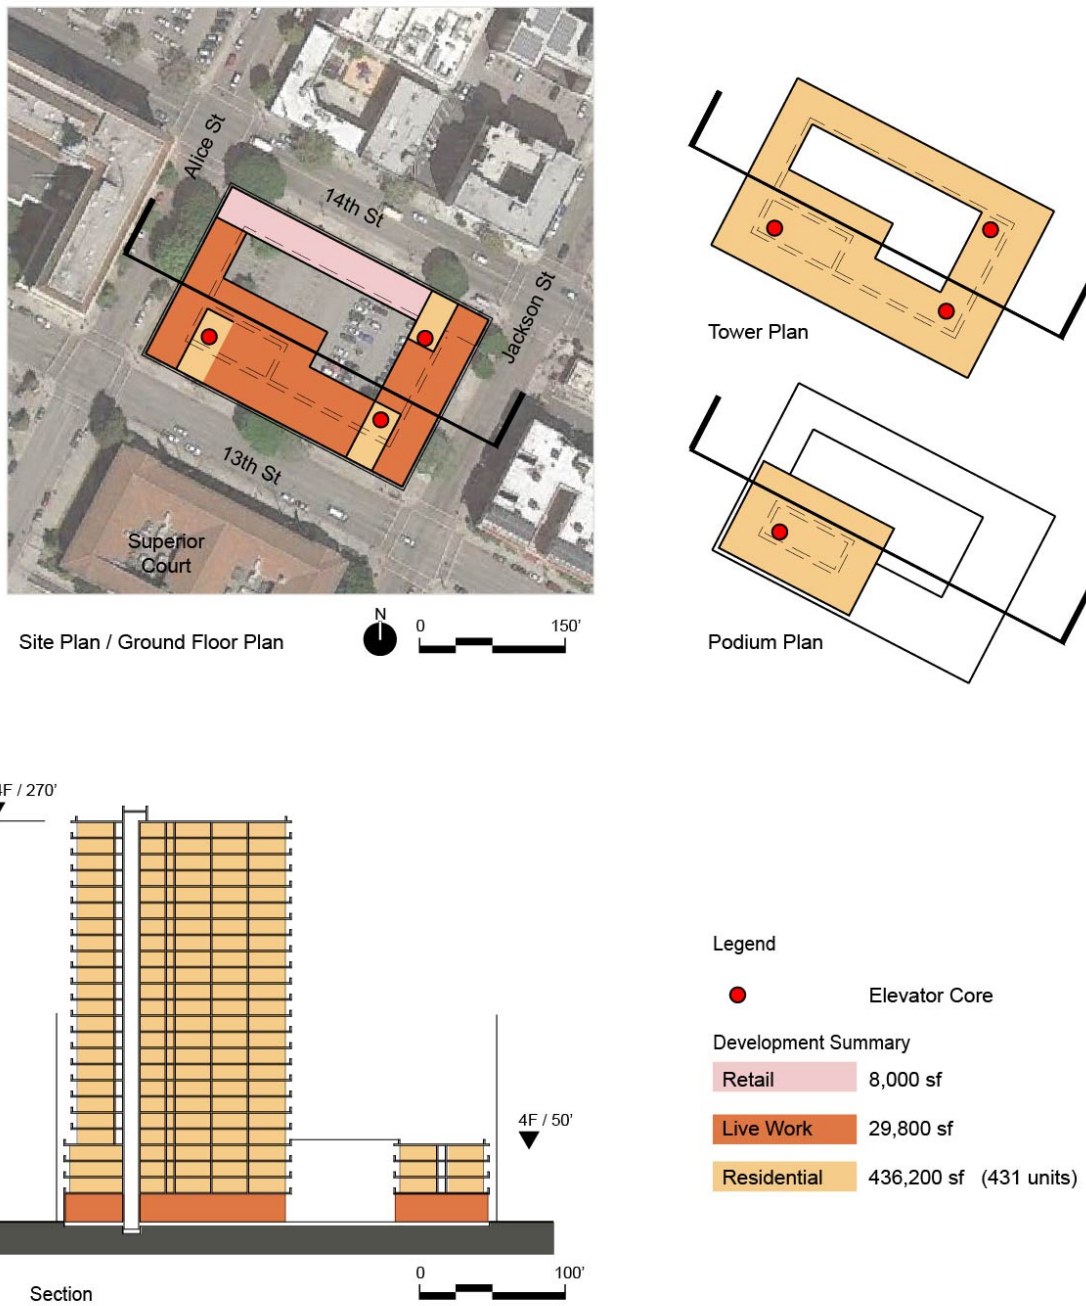 Alice St
14th St
Jackson St
13th St
Superior
Court
Site Plan / Ground Floor Plan
N
0 150'
Tower Plan
Podium Plan
4F / 270'
4F / 50'
Section
0 100'
Legend
Elevator Core
Development Summary
Retail 8,000 sf
Live Work 29,800 sf
Residential 436,200 sf (431 units)